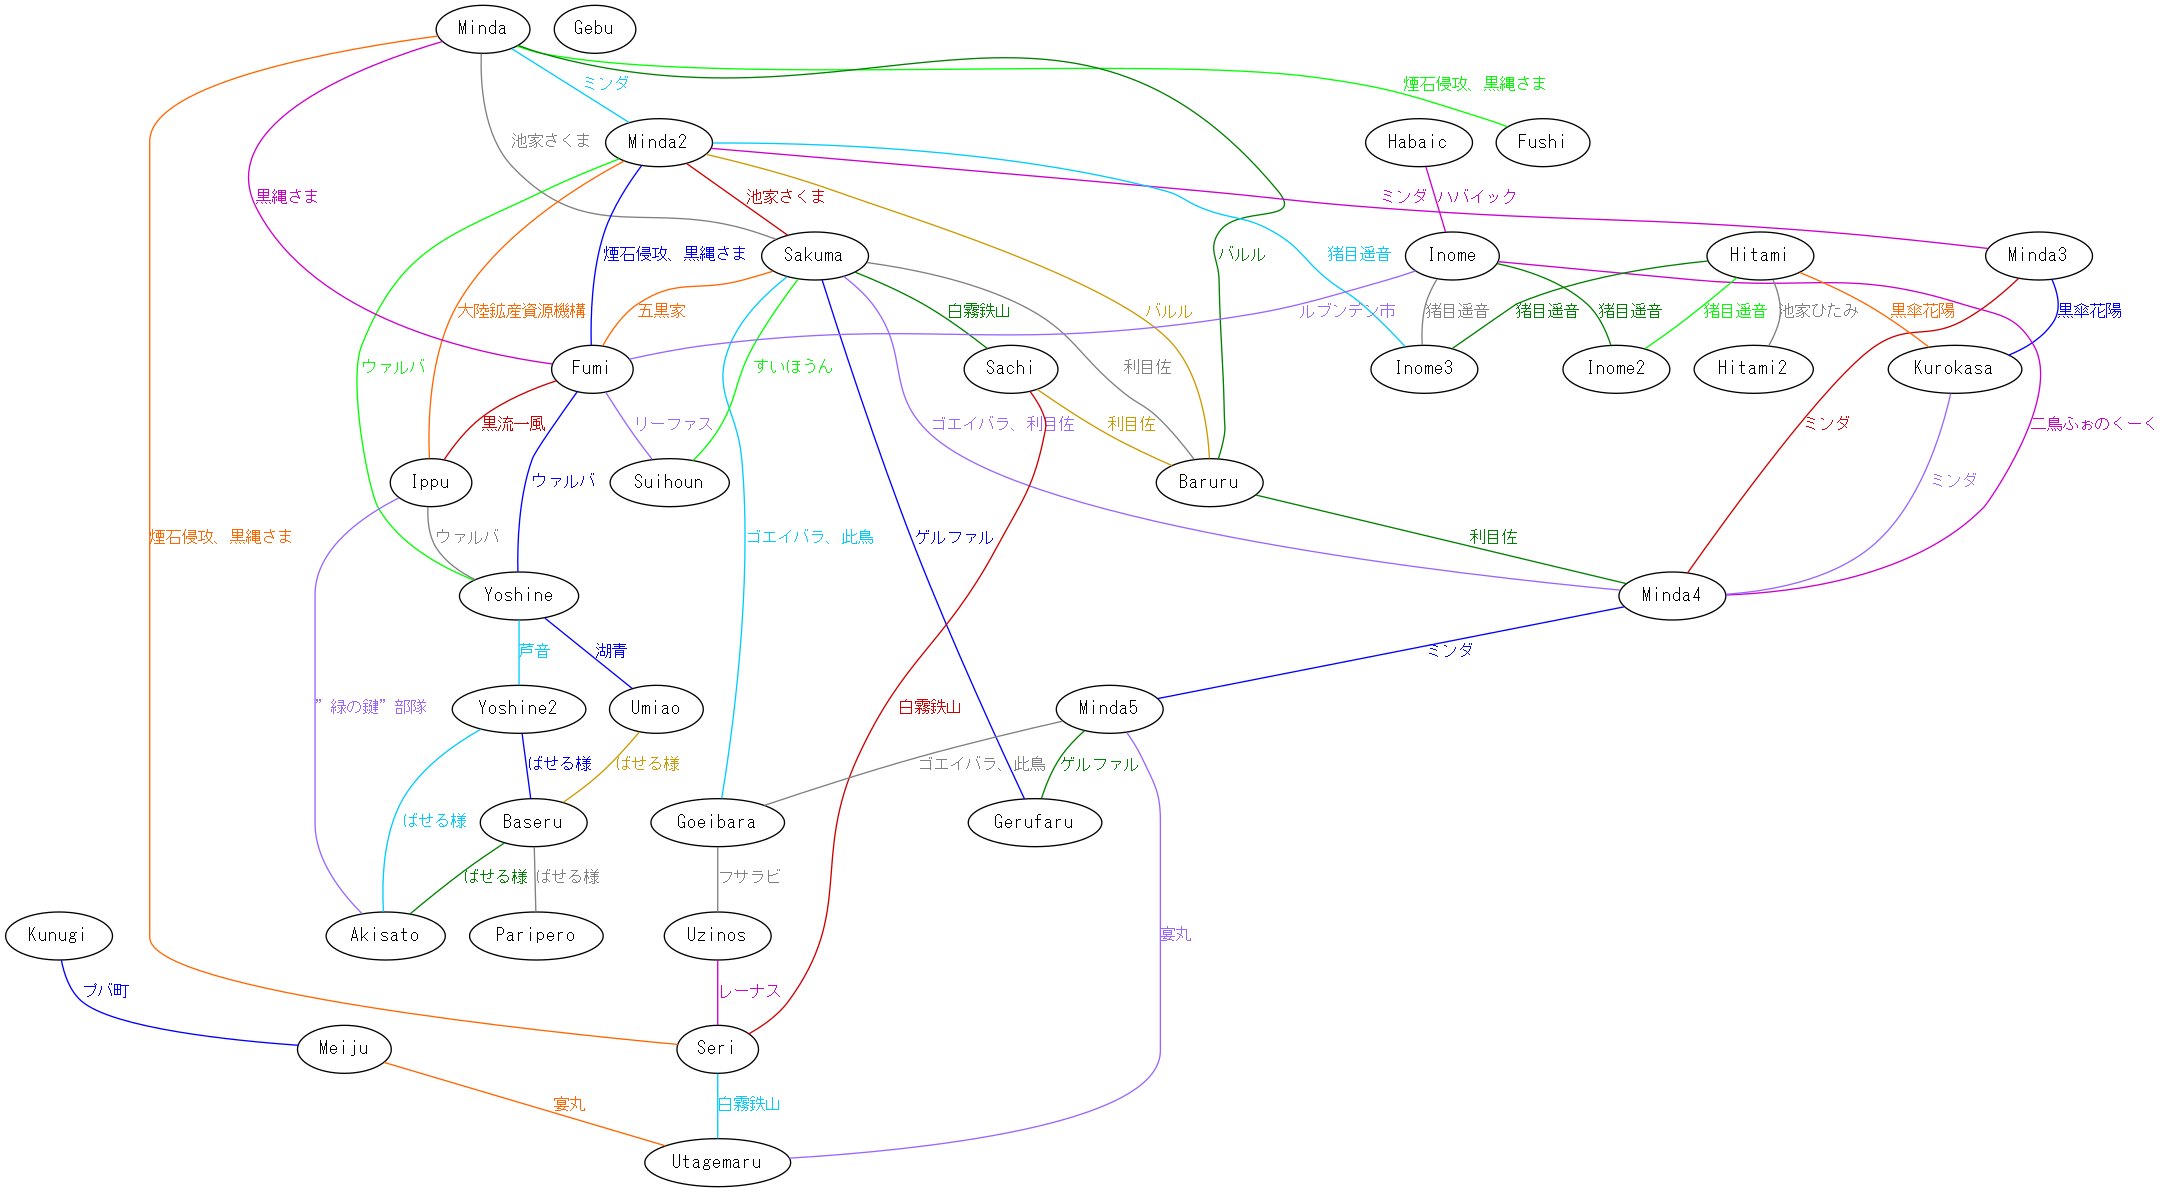 Minda
Gebu
ミンダ
煙石侵攻、黒縄さま
池家さくま
Minda2
Habaic
Fushi
黒縄さま
池家さくま
ミンダ ハバイック
煙石侵攻、黒縄さま
Sakuma
バルル
猪目遥音
Inome
Hitami
Minda3
大陸鉱産資源機構
五黒家
白霧鉄山
バルル
ルブンテン市
猪目遥音
猪目遥音
猪目遥音
猪目遥音
池家ひたみ
黒傘花陽
黒傘花陽
ウァルバ
Fumi
すいほうん
Sachi
利目佐
Inome3
Inome2
Hitami2
Kurokasa
黒流一風
リーファス
ゴエイバラ、利目佐
利目佐
ミンダ
二鳥ふぉのくーく
Ippu
ウァルバ
Suihoun
Baruru
ミンダ
煙石侵攻、黒縄さま
ウァルバ
ゴエイバラ、此鳥
ゲルファル
利目佐
Yoshine
Minda4
芦音
湖青
ミンダ
”緑の鍵”部隊
Yoshine2
Umiao
白霧鉄山
Minda5
ばせる様
ばせる様
ゴエイバラ、此鳥
ゲルファル
ばせる様
Baseru
Goeibara
Gerufaru
ばせる様
ばせる様
フサラビ
Kunugi
Akisato
Paripero
Uzinos
宴丸
ブバ町
レーナス
Meiju
Seri
宴丸
白霧鉄山
Utagemaru